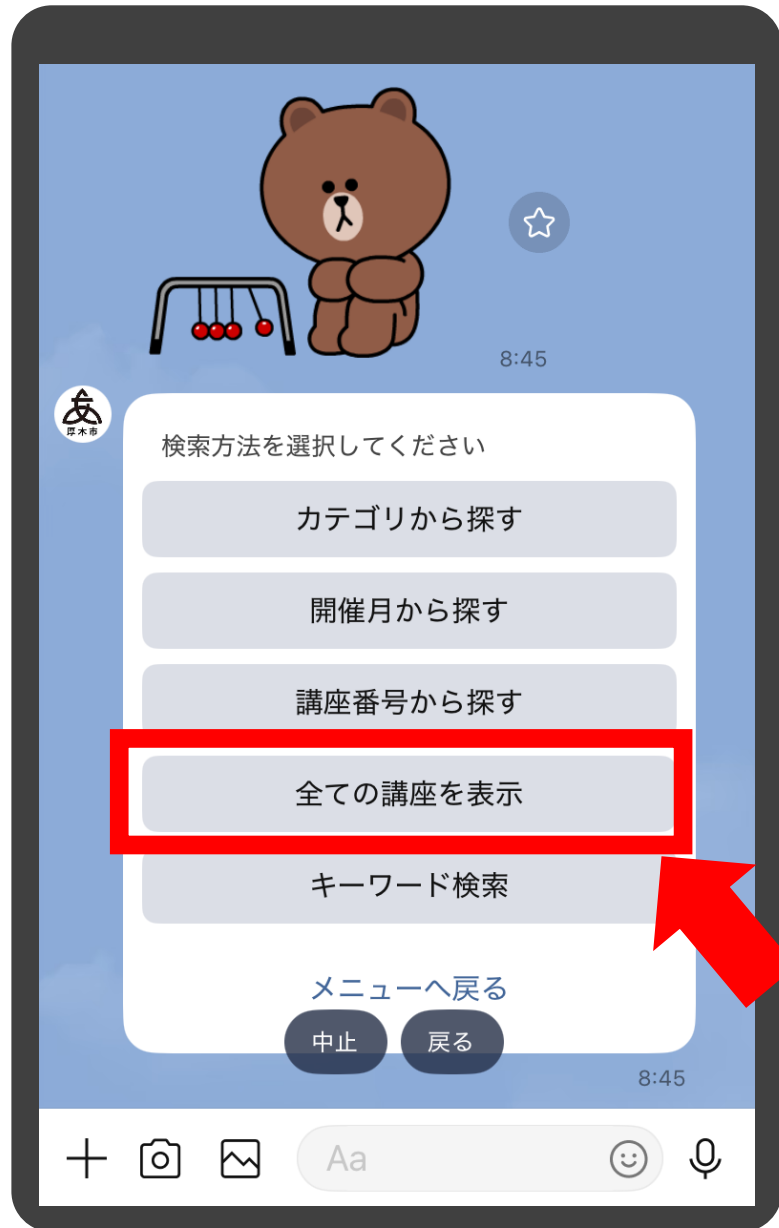 8:45
厚木市
検索方法を選択してください
カテゴリから探す
開催月から探す
講座番号から探す
全ての講座を表示
キーワード検索
メニューへ戻る
中止 戻る
8:45
Aa